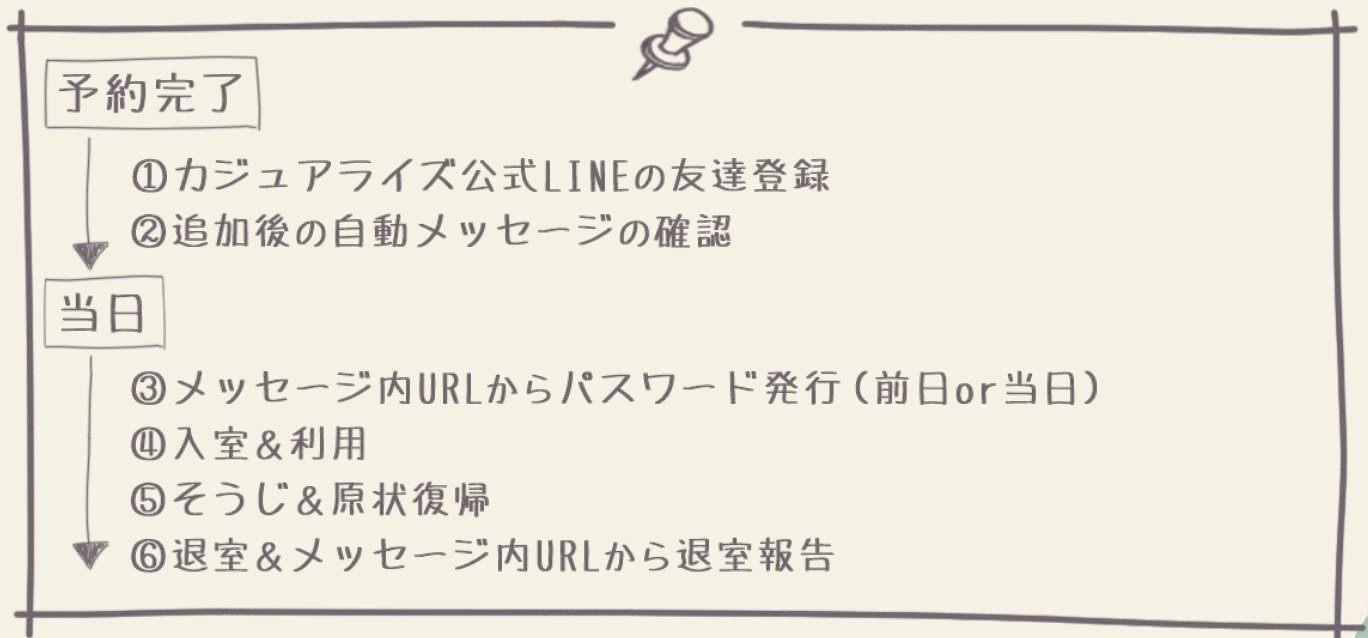 予約完了
①カジュアライズ公式LINEの友達登録
②追加後の自動メッセージの確認
当日
③メッセージ内URLからパスワード発行(前日or当日)
④入室&利用
⑤そうじ&原状復帰
⑥退室&メッセージ内URLから退室報告